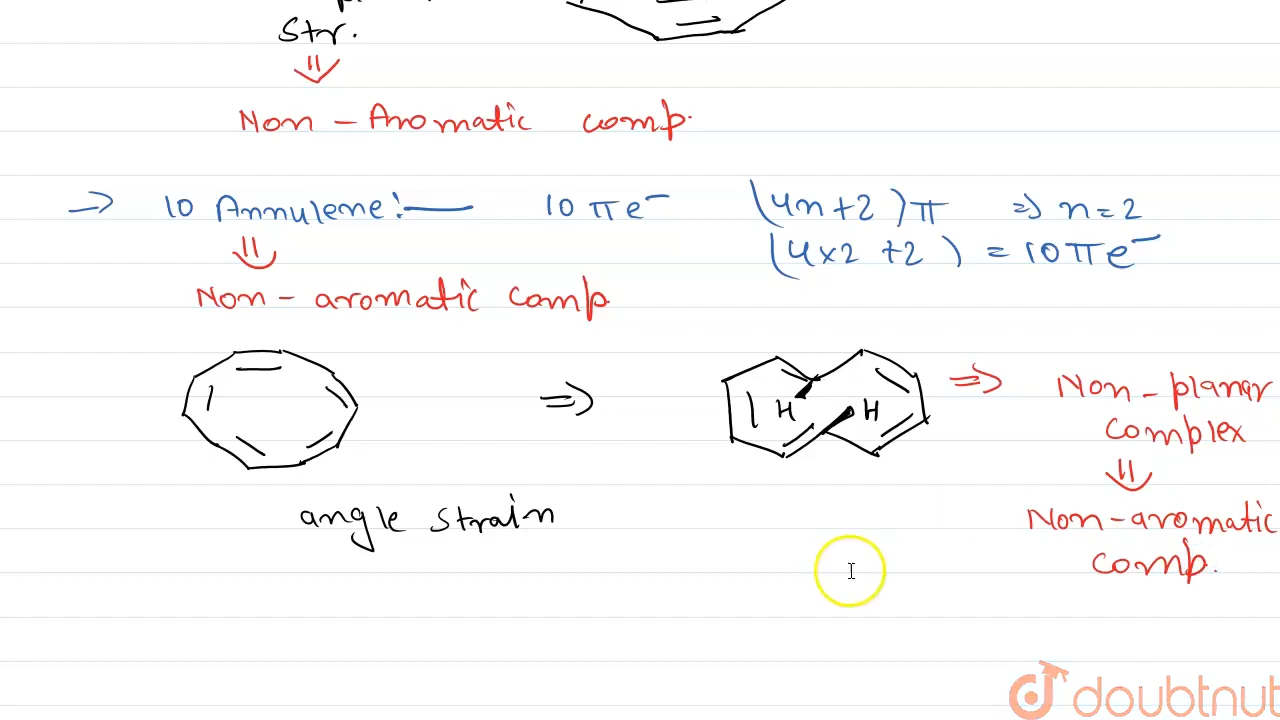 Str.
Non - Aromatic comp.
⇒ 10 Annulene:— 10 π e⁻ (4n+2)π ⇒ n=2
(4×2 +2) = 10πe⁻
Non - aromatic comp.
⇒ H H ⇒ Non - planar
complex
angle strain
Non-aromatic
comp.
doubtnut